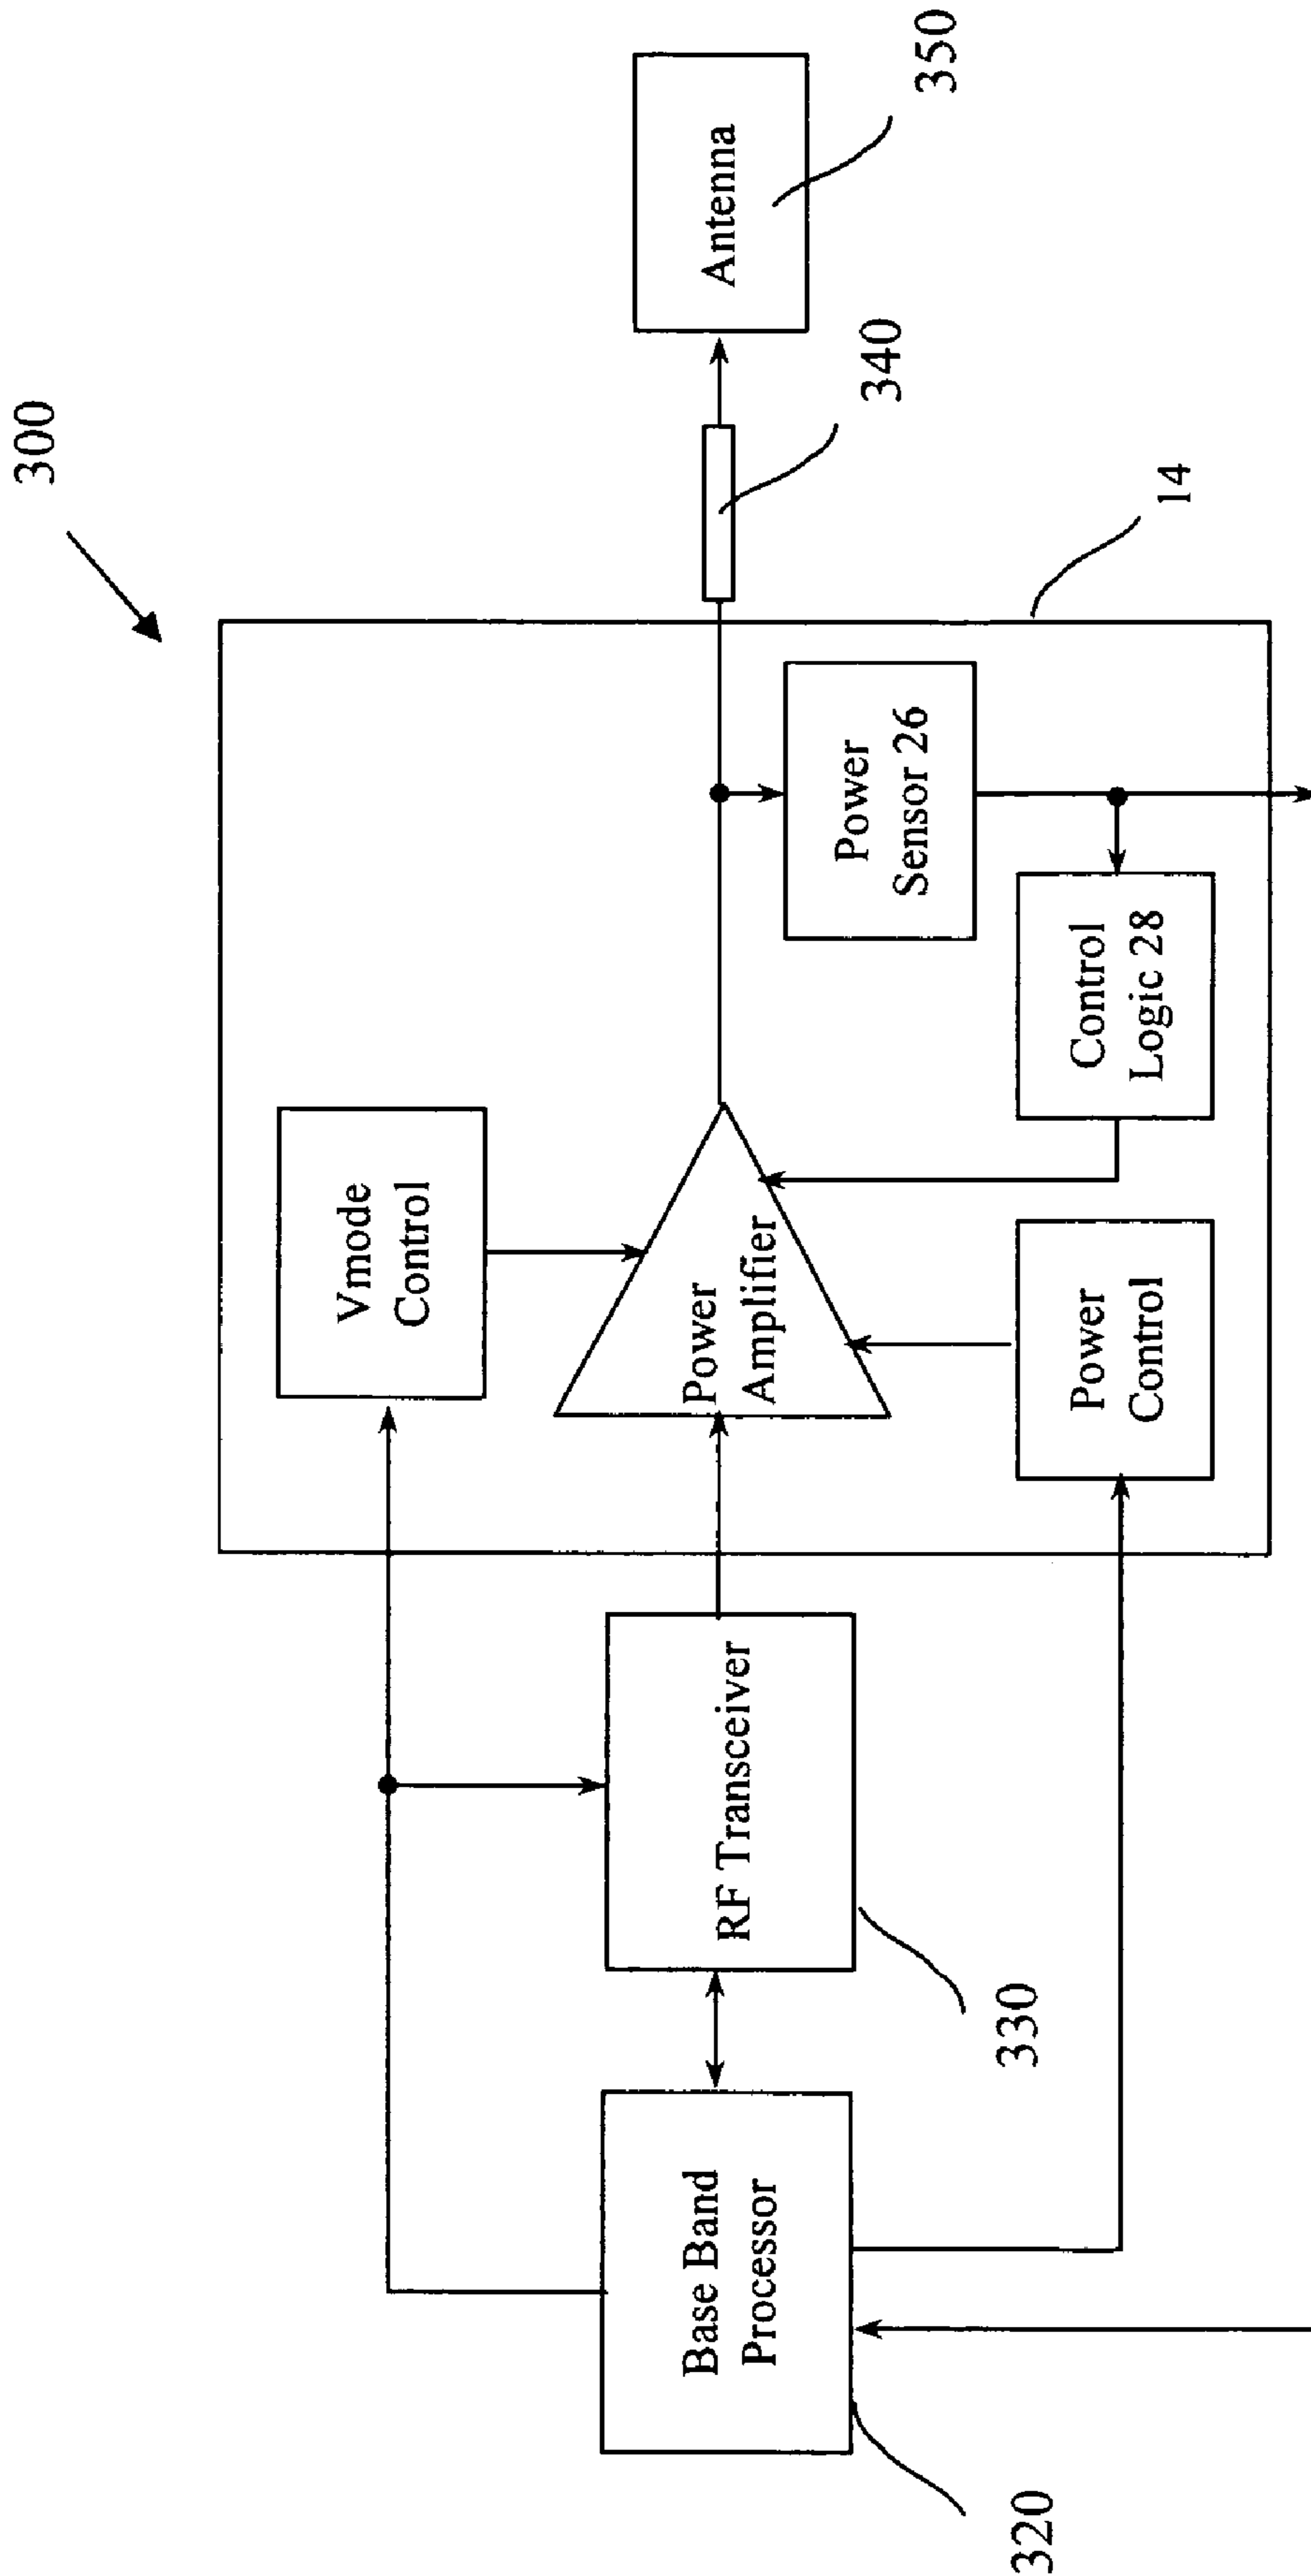 300
Vmode
Control
Base Band
Processor
RF Transceiver
Power
Amplifier
Antenna
Power
Sensor 26
Power
Control
Control
Logic 28
320
330
14
340
350